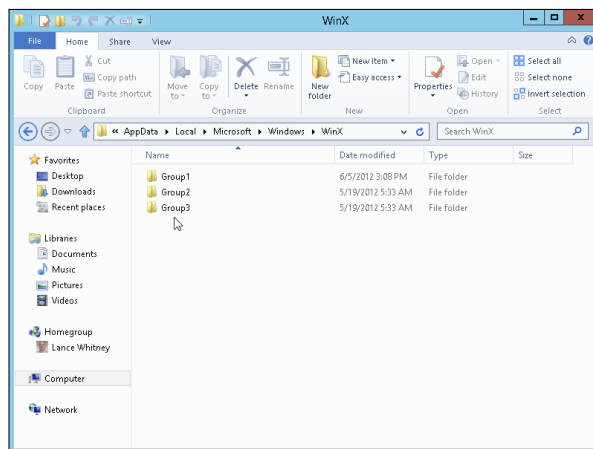 WinX
File Home Share View
Copy
Paste
Cut
Copy path
Paste shortcut
Move to
Copy to
Delete
Rename
New folder
New item
Easy access
Properties
Open
Edit
History
Select all
Select none
Invert selection
Clipboard Organize New Open Select
« AppData Local Microsoft Windows WinX
Search WinX
Name Date modified Type Size
Group1 6/5/2012 3:08 PM File folder
Group2 5/19/2012 5:33 AM File folder
Group3 5/19/2012 5:33 AM File folder
Favorites
Desktop
Downloads
Recent places
Libraries
Documents
Music
Pictures
Videos
Homegroup
Lance Whitney
Computer
Network